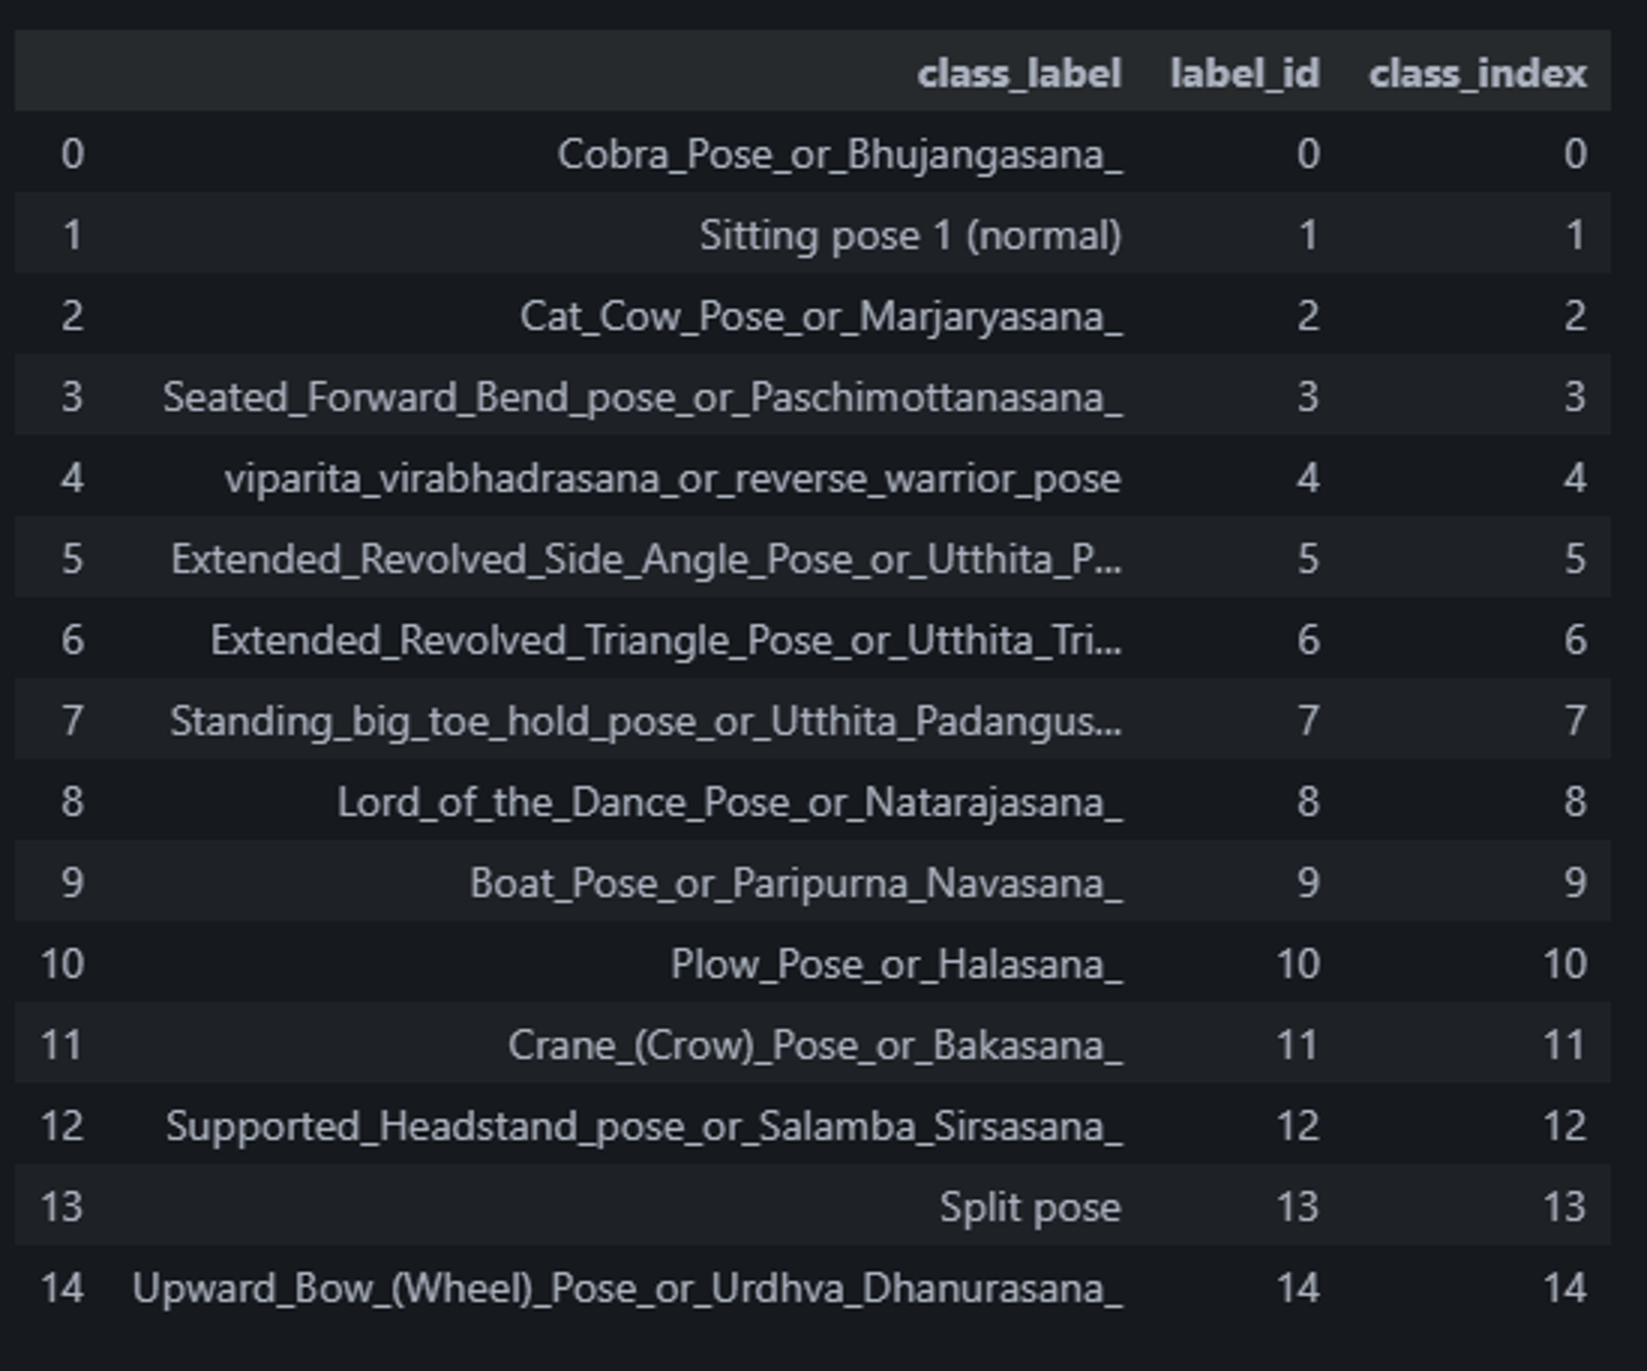 class_label label_id class_index
0 Cobra_Pose_or_Bhujangasana_ 0 0
1 Sitting pose 1 (normal) 1 1
2 Cat_Cow_Pose_or_Marjaryasana_ 2 2
3 Seated_Forward_Bend_pose_or_Paschimottanasana_ 3 3
4 viparita_virabhadrasana_or_reverse_warrior_pose 4 4
5 Extended_Revolved_Side_Angle_Pose_or_Utthita_P... 5 5
6 Extended_Revolved_Triangle_Pose_or_Utthita_Tri... 6 6
7 Standing_big_toe_hold_pose_or_Utthita_Padangus... 7 7
8 Lord_of_the_Dance_Pose_or_Natarajasana_ 8 8
9 Boat_Pose_or_Paripurna_Navasana_ 9 9
10 Plow_Pose_or_Halasana_ 10 10
11 Crane_(Crow)_Pose_or_Bakasana_ 11 11
12 Supported_Headstand_pose_or_Salamba_Sirsasana_ 12 12
13 Split pose 13 13
14 Upward_Bow_(Wheel)_Pose_or_Urdhva_Dhanurasana_ 14 14